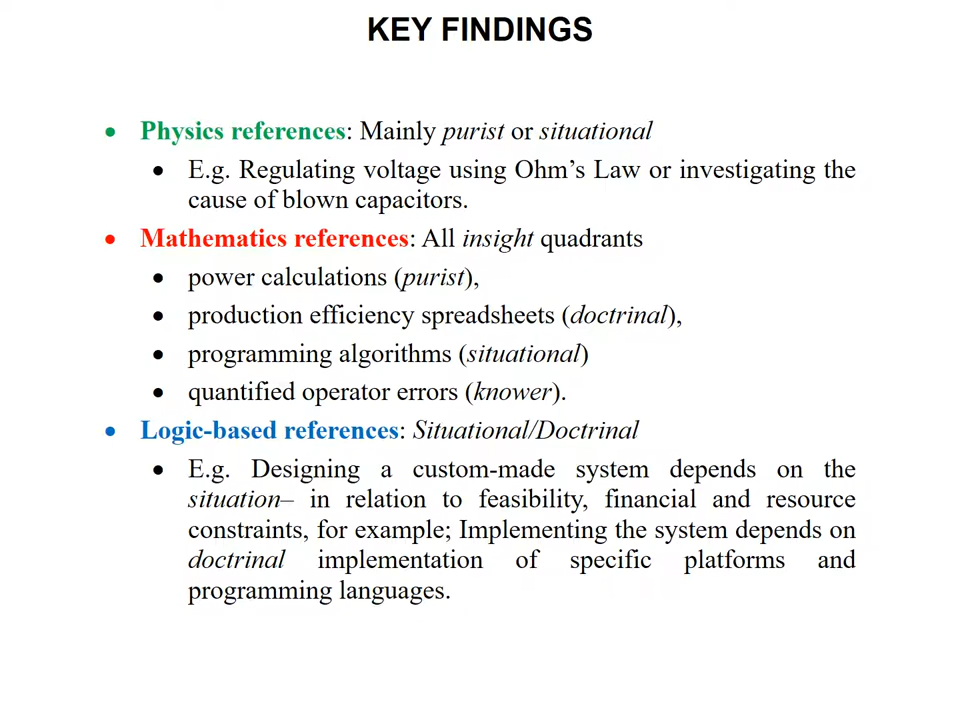 KEY FINDINGS
• Physics references: Mainly purist or situational
• E.g. Regulating voltage using Ohm's Law or investigating the
cause of blown capacitors.
• Mathematics references: All insight quadrants
• power calculations (purist),
• production efficiency spreadsheets (doctrinal),
• programming algorithms (situational)
• quantified operator errors (knower).
• Logic-based references: Situational/Doctrinal
• E.g. Designing a custom-made system depends on the
situation– in relation to feasibility, financial and resource
constraints, for example; Implementing the system depends on
doctrinal implementation of specific platforms and
programming languages.